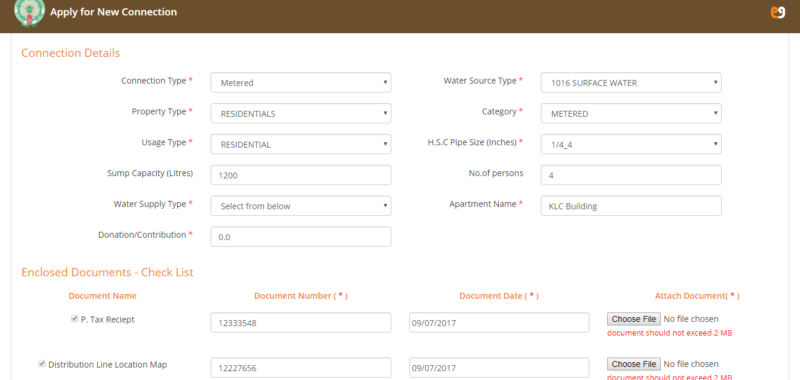 Apply for New Connection
Connection Details
Connection Type * Metered Water Source Type * 1016 SURFACE WATER
Property Type * RESIDENTIALS Category * METERED
Usage Type * RESIDENTIAL H.S.C Pipe Size (Inches) * 1/4_4
Sump Capacity (Litres) 1200 No.of persons 4
Water Supply Type * Select from below Apartment Name * KLC Building
Donation/Contribution * 0.0
Enclosed Documents - Check List
Document Name Document Number ( * ) Document Date ( * ) Attach Document( * )
P. Tax Reciept 12333548 09/07/2017 Choose File No file chosen
document should not exceed 2 MB
Distribution Line Location Map 12227656 09/07/2017 Choose File No file chosen
document should not exceed 2 MB